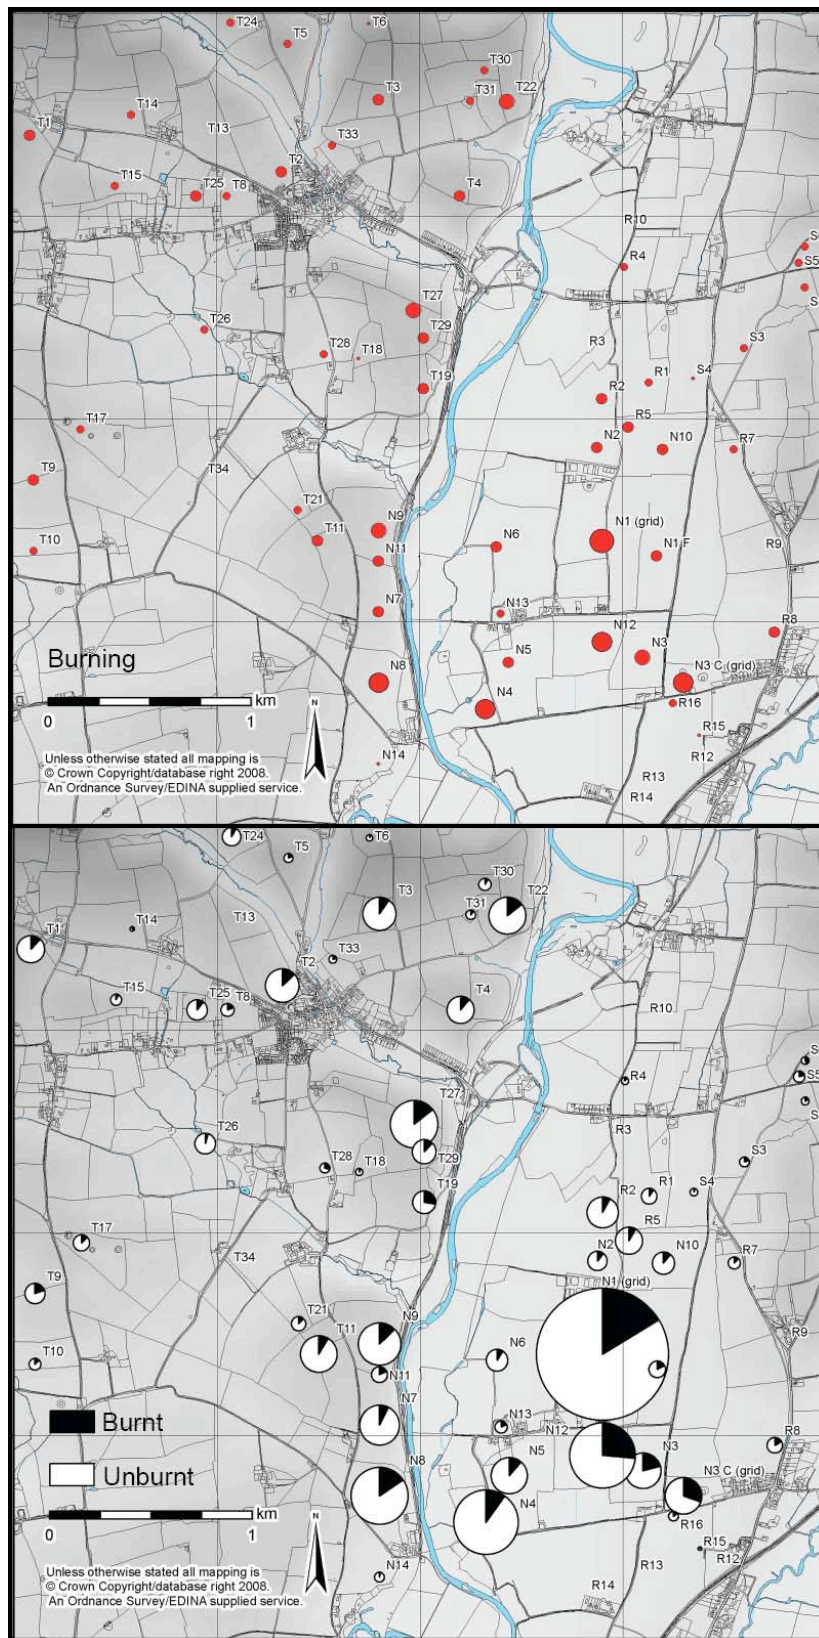 T24
T5
T6
T30
T3
T31
T22
T14
T1
T13
T33
T2
T15
T25
T8
T4
R10
S
R4
S5
S
T27
T26
T29
R3
S3
T28
T18
R1
S4
T19
R2
R5
T17
N2
N10
R7
T9
T34
T21
N9
N1 (grid)
T11
N6
T10
N11
N1 F
R9
N7
N13
R8
N12
Burning
N5
N3
N8
N3 C (grid)
N4
km
R16
0
1
N
R15
N14
R12
Unless otherwise stated all mapping is
© Crown Copyright/database right 2008.
An Ordnance Survey/EDINA supplied service.
R13
R14
T24
T6
T5
T30
T3
T22
T31
T14
T1
T13
T33
T2
T15
T25
T8
T4
R10
S
R4
S5
T27
S
R3
T26
T29
S3
T28
T18
T19
R2
R1
S4
R5
T17
N2
N10
R7
T34
T9
N1 (grid)
N9
T21
T11
N6
R9
T10
N11
N7
Burnt
N13
N12
R8
N5
N3
N8
N3 C (grid)
Unburnt
N4
km
R16
0
1
N
R15
R12
N14
R13
Unless otherwise stated all mapping is
© Crown Copyright/database right 2008.
An Ordnance Survey/EDINA supplied service.
R14